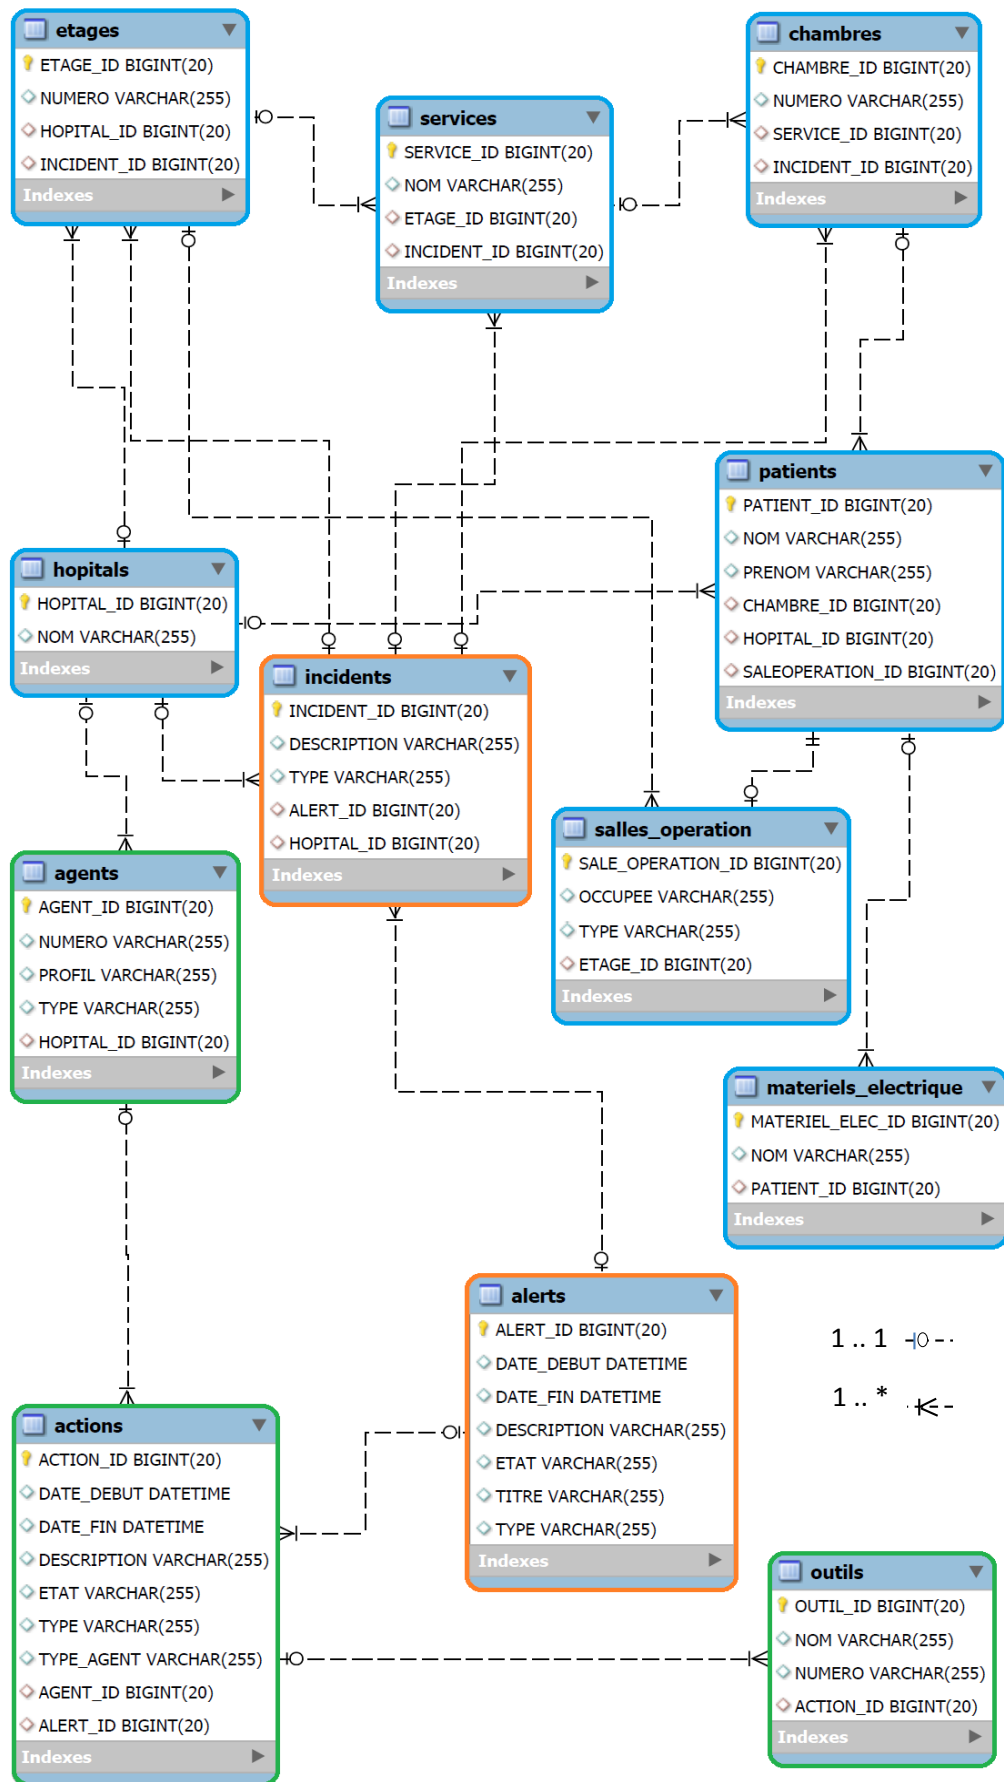 etages
ETAGE_ID BIGINT(20)
NUMERO VARCHAR(255)
HOPITAL_ID BIGINT(20)
INCIDENT_ID BIGINT(20)
Indexes
services
SERVICE_ID BIGINT(20)
NOM VARCHAR(255)
ETAGE_ID BIGINT(20)
INCIDENT_ID BIGINT(20)
Indexes
chambres
CHAMBRE_ID BIGINT(20)
NUMERO VARCHAR(255)
SERVICE_ID BIGINT(20)
INCIDENT_ID BIGINT(20)
Indexes
patients
PATIENT_ID BIGINT(20)
NOM VARCHAR(255)
PRENOM VARCHAR(255)
CHAMBRE_ID BIGINT(20)
HOPITAL_ID BIGINT(20)
SALEOPERATION_ID BIGINT(20)
Indexes
hopitals
HOPITAL_ID BIGINT(20)
NOM VARCHAR(255)
Indexes
incidents
INCIDENT_ID BIGINT(20)
DESCRIPTION VARCHAR(255)
TYPE VARCHAR(255)
ALERT_ID BIGINT(20)
HOPITAL_ID BIGINT(20)
Indexes
salles_operation
SALE_OPERATION_ID BIGINT(20)
OCCUPEE VARCHAR(255)
TYPE VARCHAR(255)
ETAGE_ID BIGINT(20)
Indexes
agents
AGENT_ID BIGINT(20)
NUMERO VARCHAR(255)
PROFIL VARCHAR(255)
TYPE VARCHAR(255)
HOPITAL_ID BIGINT(20)
Indexes
materiels_electrique
MATERIEL_ELEC_ID BIGINT(20)
NOM VARCHAR(255)
PATIENT_ID BIGINT(20)
Indexes
alerts
ALERT_ID BIGINT(20)
DATE_DEBUT DATETIME
DATE_FIN DATETIME
DESCRIPTION VARCHAR(255)
ETAT VARCHAR(255)
TITRE VARCHAR(255)
TYPE VARCHAR(255)
Indexes
1 .. 1
1 .. *
actions
ACTION_ID BIGINT(20)
DATE_DEBUT DATETIME
DATE_FIN DATETIME
DESCRIPTION VARCHAR(255)
ETAT VARCHAR(255)
TYPE VARCHAR(255)
TYPE_AGENT VARCHAR(255)
AGENT_ID BIGINT(20)
ALERT_ID BIGINT(20)
Indexes
outils
OUTIL_ID BIGINT(20)
NOM VARCHAR(255)
NUMERO VARCHAR(255)
ACTION_ID BIGINT(20)
Indexes